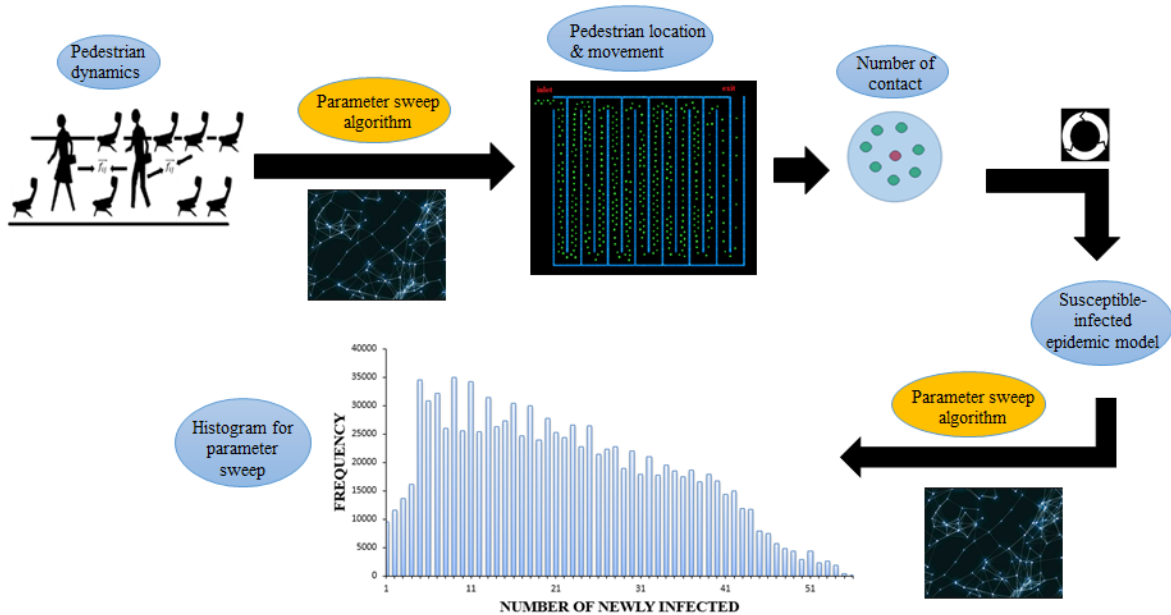 Pedestrian
dynamics
Parameter sweep
algorithm
Pedestrian location
& movement
inlet
exit
Number of
contact
Susceptible-
infected
epidemic model
Parameter sweep
algorithm
Histogram for
parameter
sweep
FREQUENCY
40000
35000
30000
25000
20000
15000
10000
5000
0
1
11
21
31
41
51
NUMBER OF NEWLY INFECTED